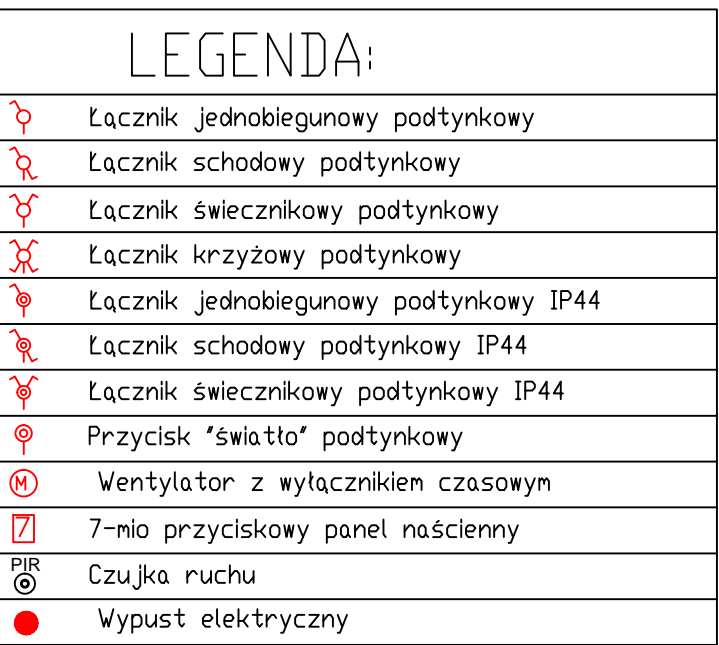 LEGENDA:
Łącznik jednobiegunowy podtynkowy
Łącznik schodowy podtynkowy
Łącznik świecznikowy podtynkowy
Łącznik krzyżowy podtynkowy
Łącznik jednobiegunowy podtynkowy IP44
Łącznik schodowy podtynkowy IP44
Łącznik świecznikowy podtynkowy IP44
Przycisk "światło" podtynkowy
M Wentylator z wyłącznikiem czasowym
7 7-mio przyciskowy panel naścienny
PIR Czujka ruchu
Wypust elektryczny